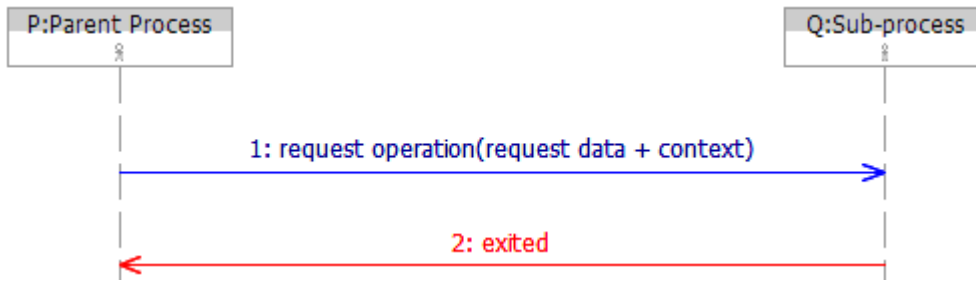 P:Parent Process
Q:Sub-process
1: request operation(request data + context)
2: exited